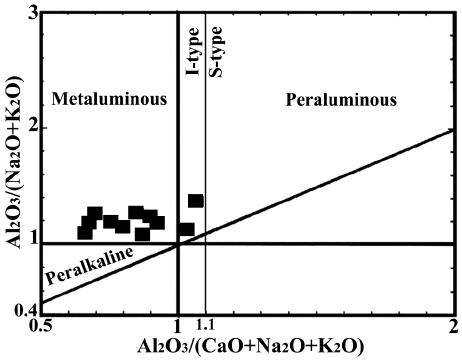 3
I-type
S-type
Metaluminous
Peraluminous
2
Al2O3/(Na2O+K2O)
1
Peralkaline
0.4
0.5
1
1.1
2
Al2O3/(CaO+Na2O+K2O)